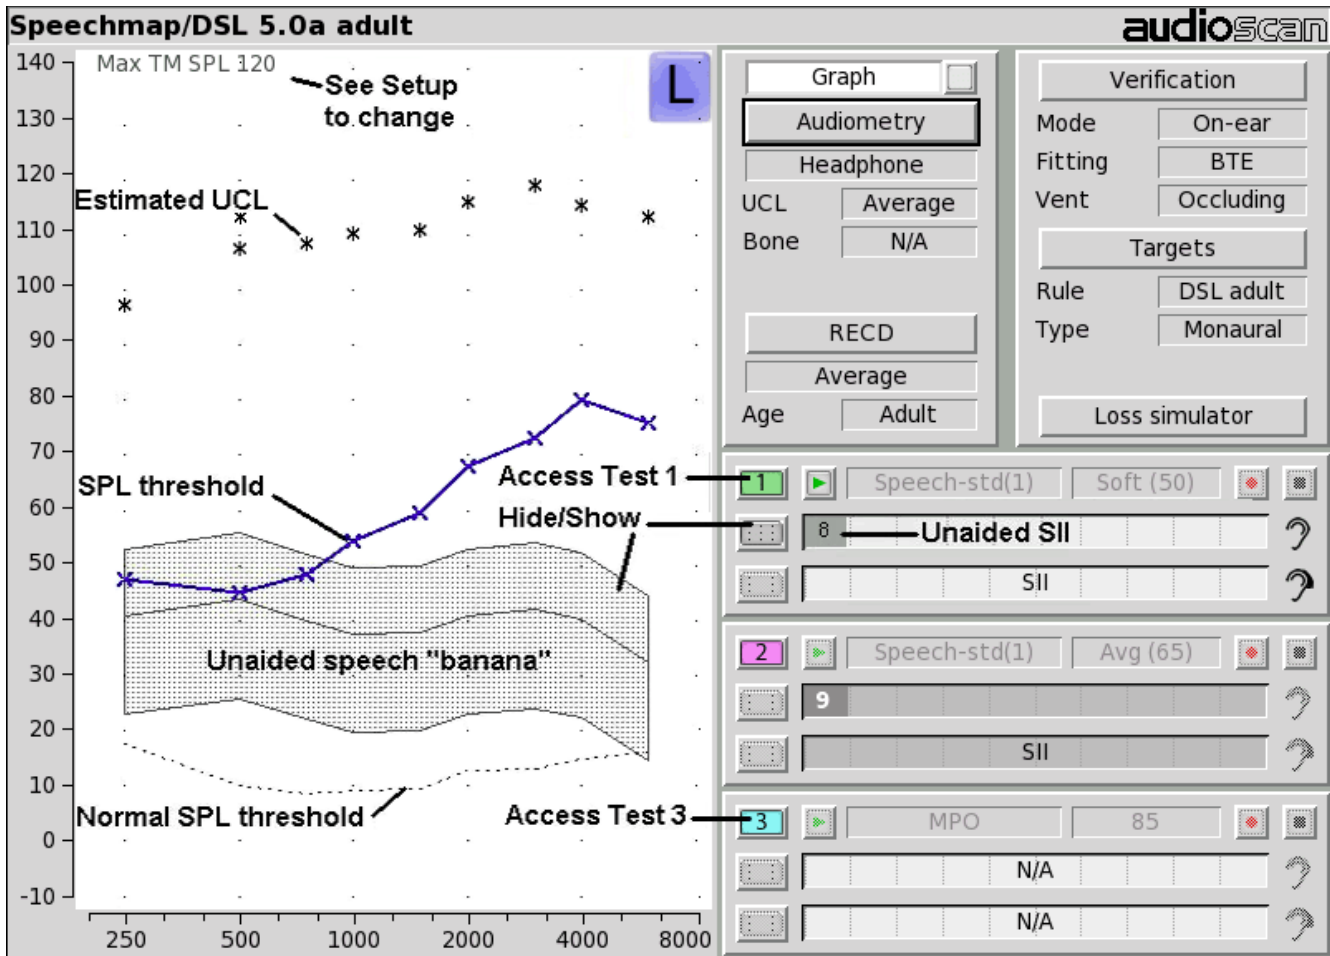 Speechmap/DSL 5.0a adult
audioscan
140
130
120
110
100
90
80
70
60
50
40
30
20
10
0
-10
250
500
1000
2000
4000
8000
Max TM SPL 120
See Setup
to change
L
Estimated UCL
SPL threshold
Unaided speech "banana"
Normal SPL threshold
Graph
Audiometry
Headphone
UCL Average
Bone N/A
RECD
Average
Age Adult
Verification
Mode On-ear
Fitting BTE
Vent Occluding
Targets
Rule DSL adult
Type Monaural
Loss simulator
Access Test 1
1 Speech-std(1) Soft (50)
Hide/Show
8 Unaided SII
SII
2 Speech-std(1) Avg (65)
9
SII
Access Test 3
3 MPO 85
N/A
N/A